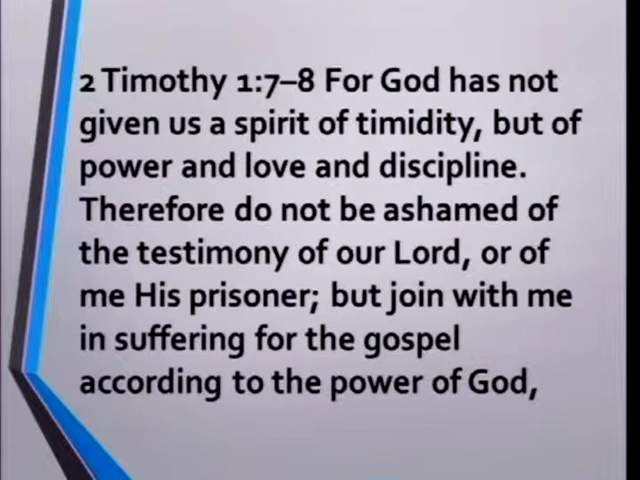 2 Timothy 1:7–8 For God has not
given us a spirit of timidity, but of
power and love and discipline.
Therefore do not be ashamed of
the testimony of our Lord, or of
me His prisoner; but join with me
in suffering for the gospel
according to the power of God,